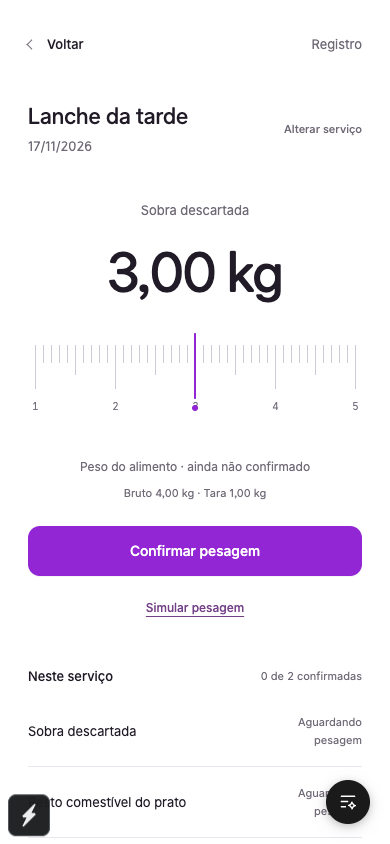 Voltar
Registro
Lanche da tarde
17/11/2026
Alterar serviço
Sobra descartada
3,00 kg
1 2 3 4 5
Peso do alimento · ainda não confirmado
Bruto 4,00 kg · Tara 1,00 kg
Confirmar pesagem
Simular pesagem
Neste serviço
0 de 2 confirmadas
Sobra descartada
Aguardando
pesagem
comestível do prato